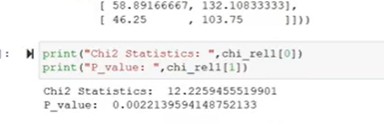 [ 58.89166667, 132.10833333],
[ 46.25      , 103.75      ]]))
]: print("Chi2 Statistics: ",chi_rel1[0])
print("P_value: ",chi_rel1[1])
Chi2 Statistics:  12.2259455519901
P_value:  0.0022139594148752133